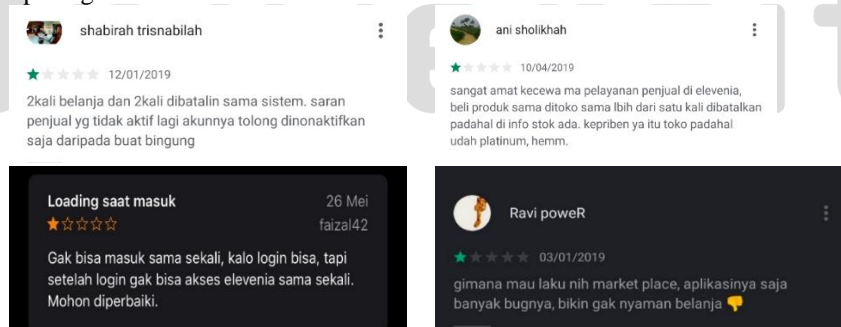 shabirah trisnabilah
12/01/2019
2kali belanja dan 2kali dibatalin sama sistem. saran
penjual yg tidak aktif lagi akunnya tolong dinonaktifkan
saja daripada buat bingung
ani sholikhah
10/04/2019
sangat amat kecewa ma pelayanan penjual di elevenia,
beli produk sama ditoko sama lbih dari satu kali dibatalkan
padahal di info stok ada. kepriben ya itu toko padahal
udah platinum, hemm.
Loading saat masuk
26 Mei
faizal42
Gak bisa masuk sama sekali, kalo login bisa, tapi
setelah login gak bisa akses elevenia sama sekali.
Mohon diperbaiki.
Ravi poweR
03/01/2019
gimana mau laku nih market place, aplikasinya saja
banyak bugnya, bikin gak nyaman belanja 👎